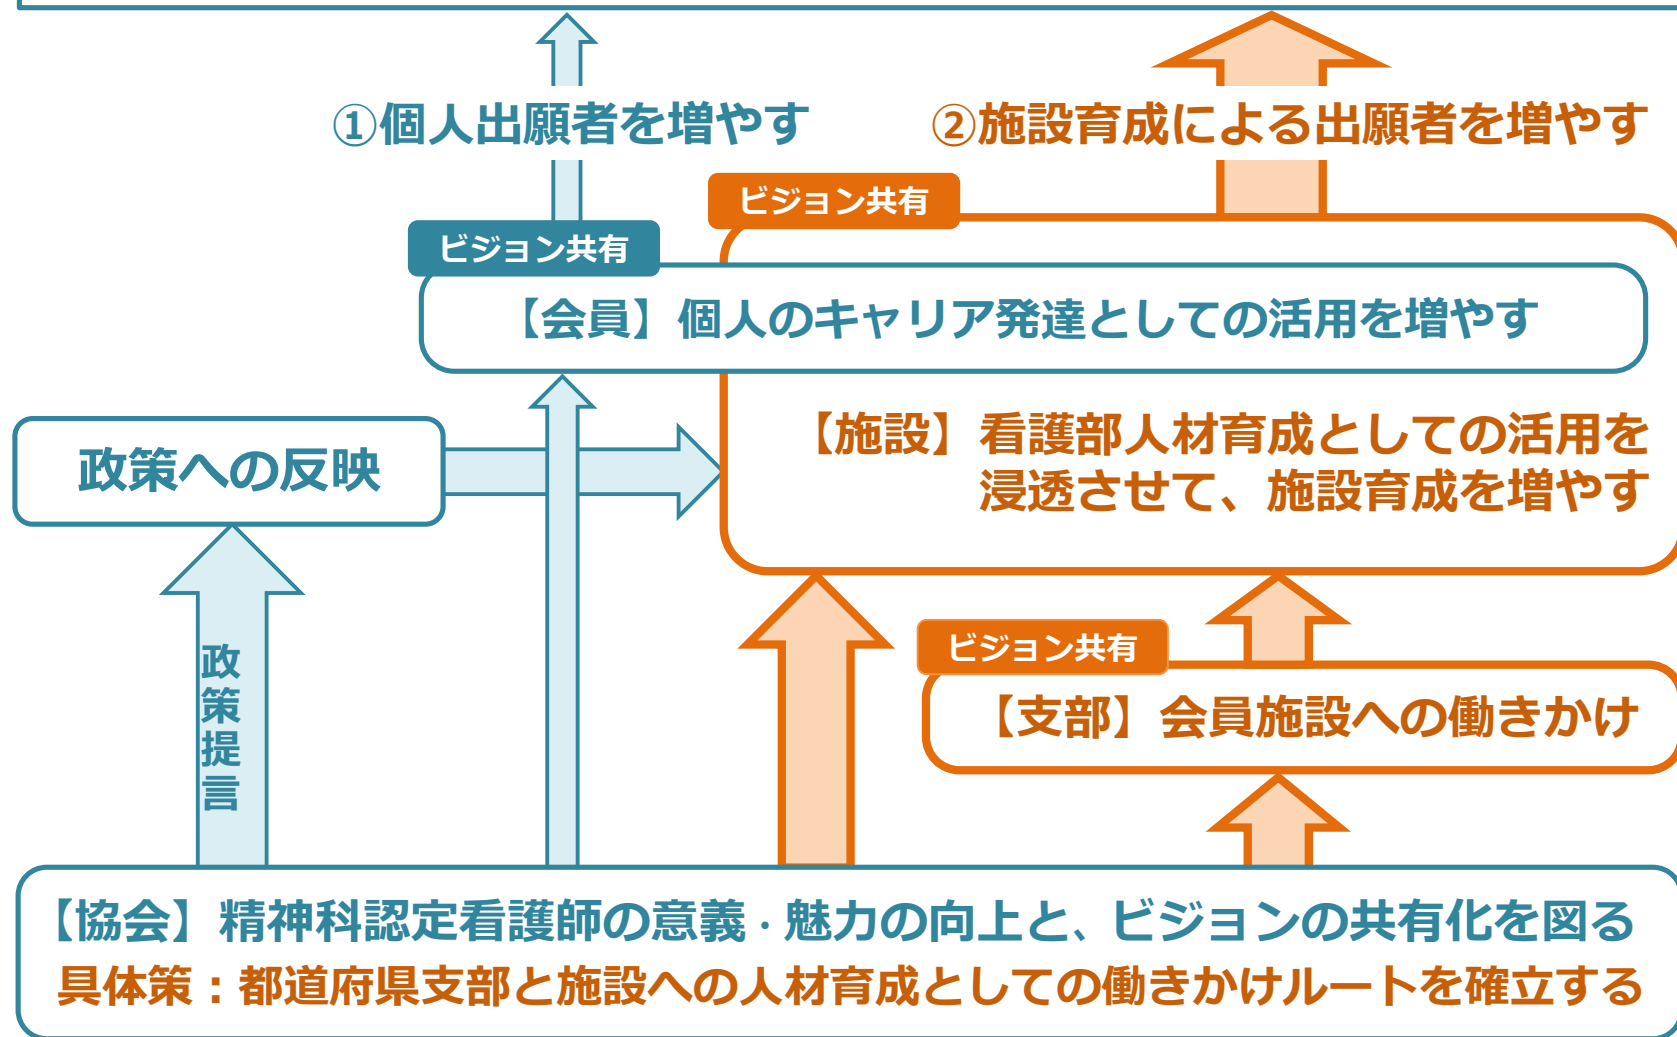 ①個人出願者を増やす
②施設育成による出願者を増やす
ビジョン共有
ビジョン共有
【会員】個人のキャリア発達としての活用を増やす
【施設】看護部人材育成としての活用を
浸透させて、施設育成を増やす
政策への反映
政策提言
ビジョン共有
【支部】会員施設への働きかけ
【協会】精神科認定看護師の意義・魅力の向上と、ビジョンの共有化を図る
具体策：都道府県支部と施設への人材育成としての働きかけルートを確立する